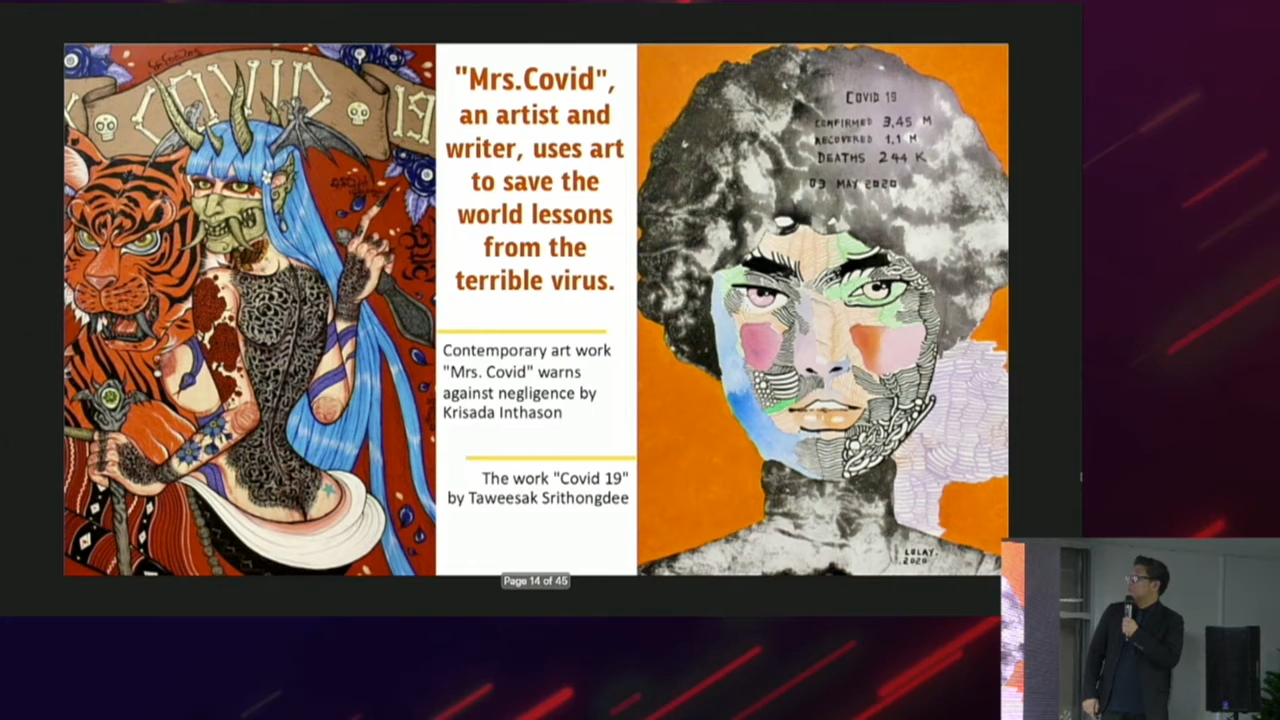 COVID 19
"Mrs.Covid",
an artist and
writer, uses art
to save the
world lessons
from the
terrible virus.
Contemporary art work
"Mrs. Covid" warns
against negligence by
Krisada Inthason
The work "Covid 19"
by Taweesak Srithongdee
COVID 19
CONFIRMED 3,45 M
RECOVERED 1,1 M
DEATHS 244 K
03 MAY 2020
LOLAY.
2020
Page 14 of 45